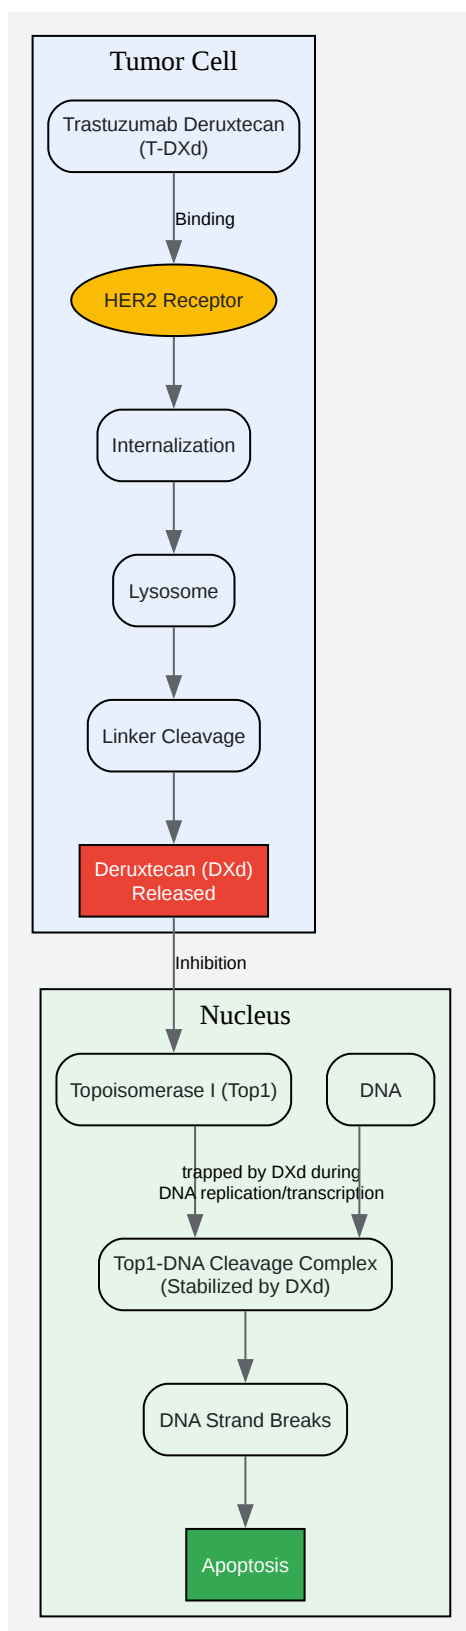 Tumor Cell
Trastuzumab Deruxtecan
(T-DXd)
Binding
HER2 Receptor
Internalization
Lysosome
Linker Cleavage
Deruxtecan (DXd)
Released
Inhibition
Nucleus
Topoisomerase I (Top1)
DNA
trapped by DXd during
DNA replication/transcription
Top1-DNA Cleavage Complex
(Stabilized by DXd)
DNA Strand Breaks
Apoptosis